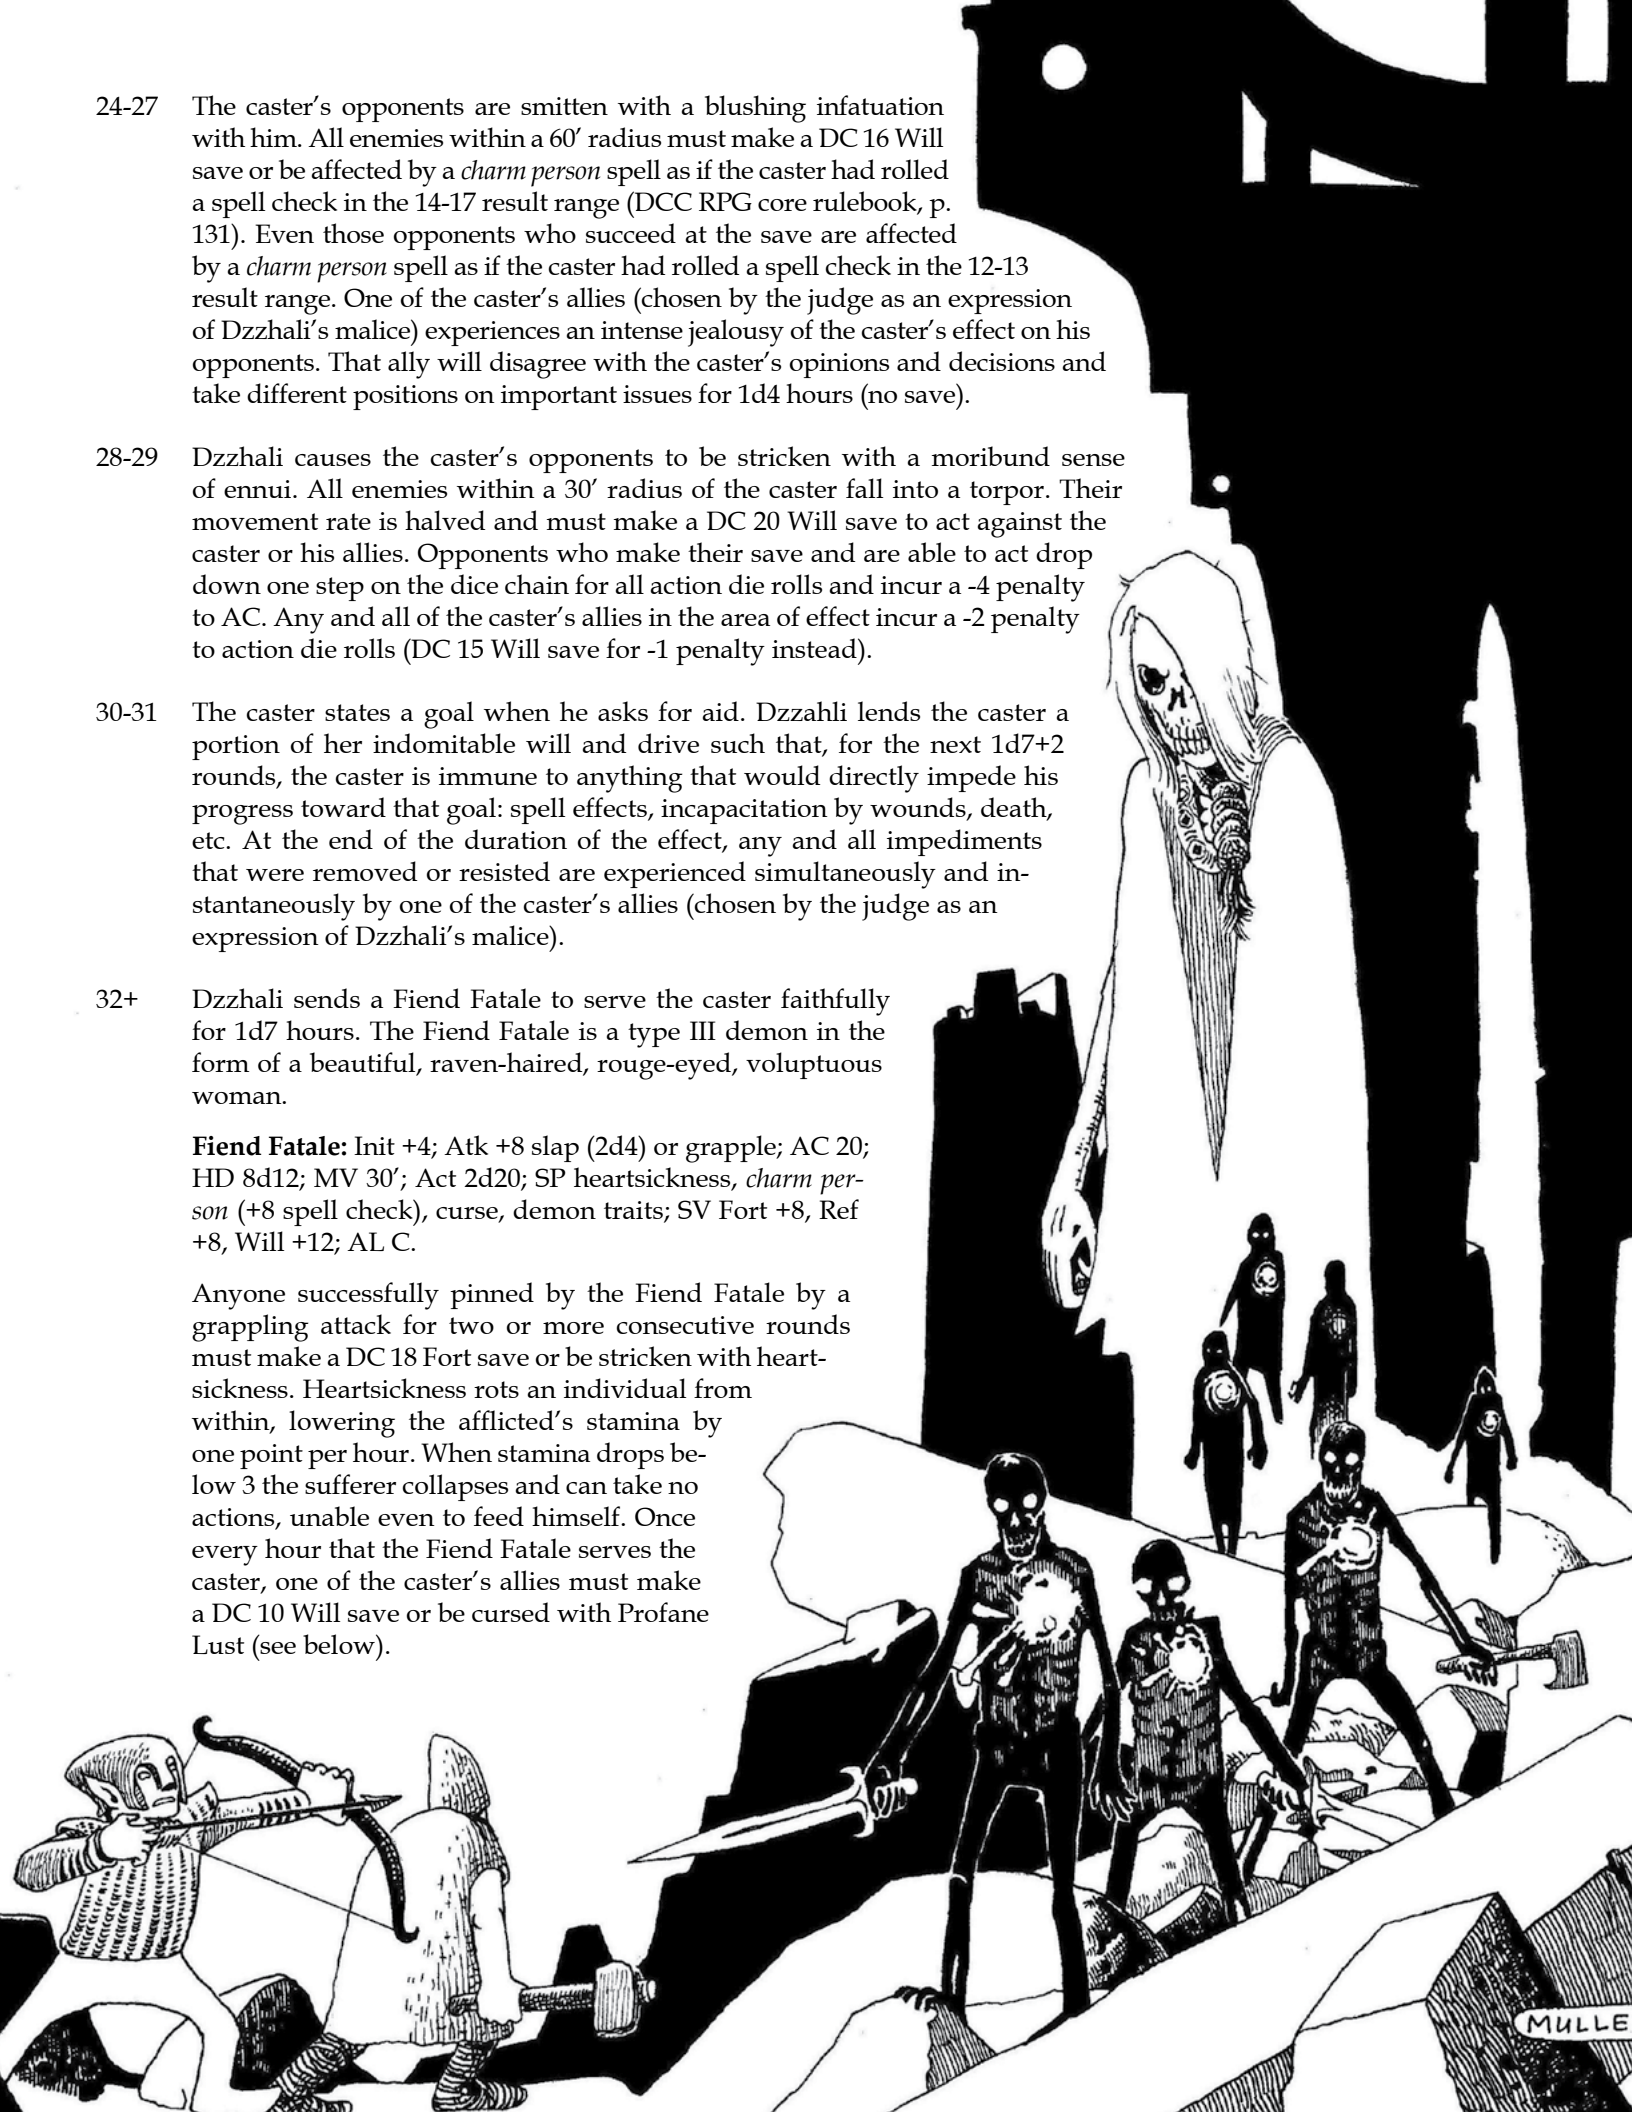 24-27 The caster’s opponents are smitten with a blushing infatuation
with him. All enemies within a 60′ radius must make a DC 16 Will
save or be affected by a charm person spell as if the caster had rolled
a spell check in the 14-17 result range (DCC RPG core rulebook, p.
131). Even those opponents who succeed at the save are affected
by a charm person spell as if the caster had rolled a spell check in the 12-13
result range. One of the caster’s allies (chosen by the judge as an expression
of Dzzhali’s malice) experiences an intense jealousy of the caster’s effect on his
opponents. That ally will disagree with the caster’s opinions and decisions and
take different positions on important issues for 1d4 hours (no save).
28-29 Dzzhali causes the caster’s opponents to be stricken with a moribund sense
of ennui. All enemies within a 30′ radius of the caster fall into a torpor. Their
movement rate is halved and must make a DC 20 Will save to act against the
caster or his allies. Opponents who make their save and are able to act drop
down one step on the dice chain for all action die rolls and incur a -4 penalty
to AC. Any and all of the caster’s allies in the area of effect incur a -2 penalty
to action die rolls (DC 15 Will save for -1 penalty instead).
30-31 The caster states a goal when he asks for aid. Dzzahli lends the caster a
portion of her indomitable will and drive such that, for the next 1d7+2
rounds, the caster is immune to anything that would directly impede his
progress toward that goal: spell effects, incapacitation by wounds, death,
etc. At the end of the duration of the effect, any and all impediments
that were removed or resisted are experienced simultaneously and in-
stantaneously by one of the caster’s allies (chosen by the judge as an
expression of Dzzhali’s malice).
32+ Dzzhali sends a Fiend Fatale to serve the caster faithfully
for 1d7 hours. The Fiend Fatale is a type III demon in the
form of a beautiful, raven-haired, rouge-eyed, voluptuous
woman.
Fiend Fatale: Init +4; Atk +8 slap (2d4) or grapple; AC 20;
HD 8d12; MV 30′; Act 2d20; SP heartsickness, charm per-
son (+8 spell check), curse, demon traits; SV Fort +8, Ref
+8, Will +12; AL C.
Anyone successfully pinned by the Fiend Fatale by a
grappling attack for two or more consecutive rounds
must make a DC 18 Fort save or be stricken with heart-
sickness. Heartsickness rots an individual from
within, lowering the afflicted’s stamina by
one point per hour. When stamina drops be-
low 3 the sufferer collapses and can take no
actions, unable even to feed himself. Once
every hour that the Fiend Fatale serves the
caster, one of the caster’s allies must make
a DC 10 Will save or be cursed with Profane
Lust (see below).
MULLE